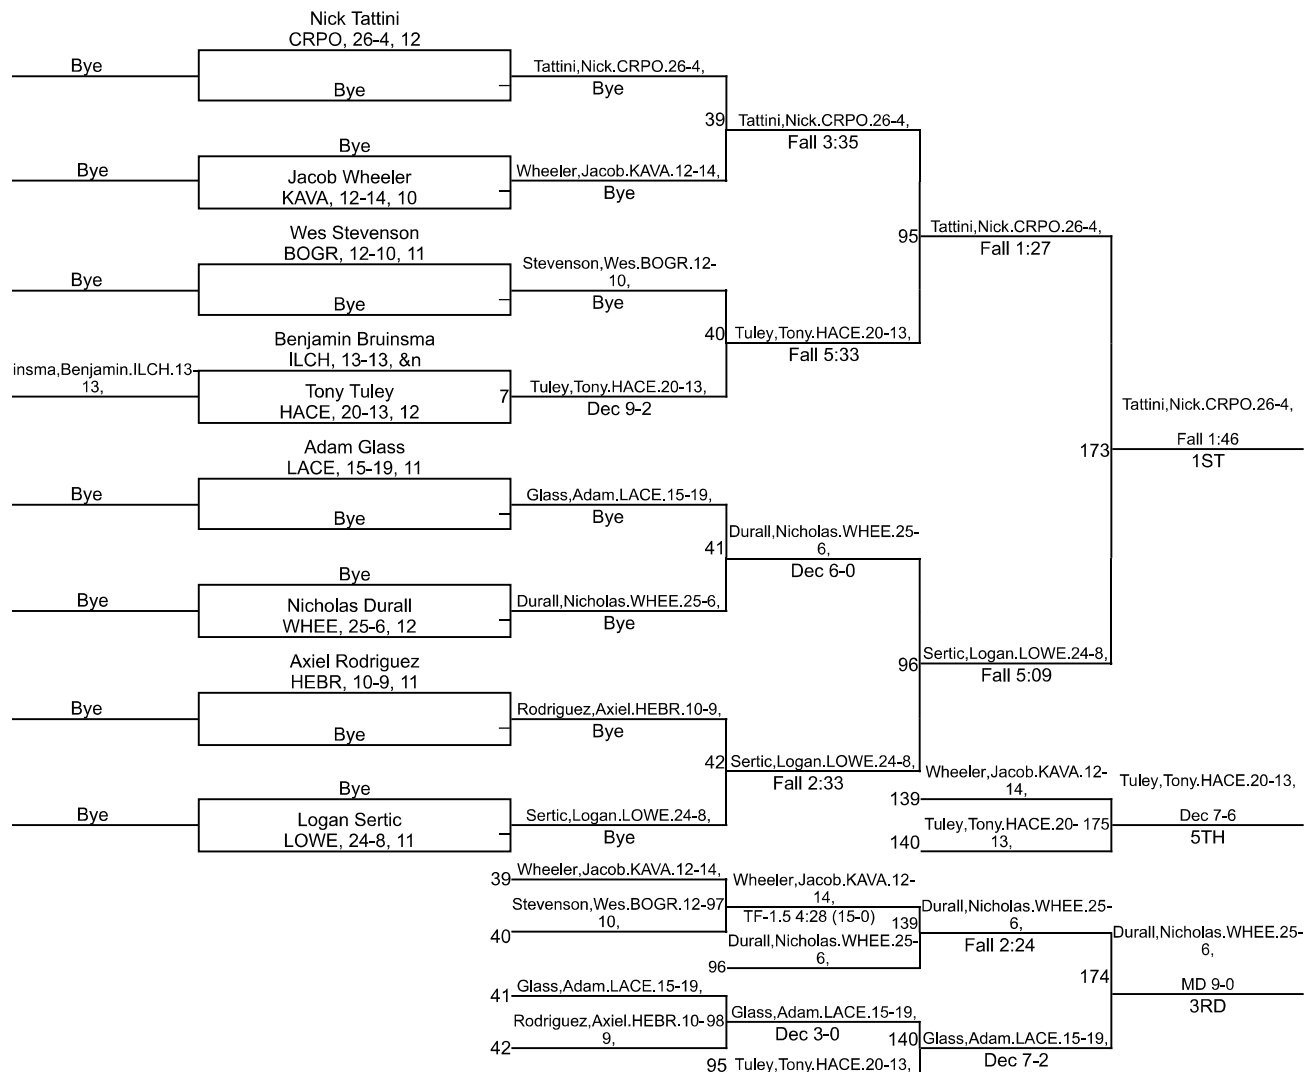 Nick Tattini
CRPO, 26-4, 12
Bye
Bye
Tattini,Nick.CRPO.26-4,
Bye
39
Tattini,Nick.CRPO.26-4,
Fall 3:35
Bye
Bye
Jacob Wheeler
KAVA, 12-14, 10
Wheeler,Jacob.KAVA.12-14,
Bye
Wes Stevenson
BOGR, 12-10, 11
95
Tattini,Nick.CRPO.26-4,
Fall 1:27
Bye
Bye
Stevenson,Wes.BOGR.12-
10,
Bye
40
Tuley,Tony.HACE.20-13,
Fall 5:33
Benjamin Bruinsma
ILCH, 13-13, &n
insma,Benjamin.ILCH.13-
13,
Tony Tuley
HACE, 20-13, 12
7
Tuley,Tony.HACE.20-13,
Dec 9-2
Tattini,Nick.CRPO.26-4,
173
Fall 1:46
1ST
Adam Glass
LACE, 15-19, 11
Bye
Bye
Glass,Adam.LACE.15-19,
Bye
41
Durall,Nicholas.WHEE.25-
6,
Dec 6-0
Bye
Bye
Nicholas Durall
WHEE, 25-6, 12
Durall,Nicholas.WHEE.25-6,
Bye
Axiel Rodriguez
HEBR, 10-9, 11
96
Sertic,Logan.LOWE.24-8,
Fall 5:09
Bye
Bye
Rodriguez,Axiel.HEBR.10-9,
Bye
42
Sertic,Logan.LOWE.24-8,
Fall 2:33
Bye
Bye
Logan Sertic
LOWE, 24-8, 11
Sertic,Logan.LOWE.24-8,
Bye
139
Wheeler,Jacob.KAVA.12-
14,
140
Tuley,Tony.HACE.20-
13,
175
Tuley,Tony.HACE.20-13,
Dec 7-6
5TH
39
Wheeler,Jacob.KAVA.12-14,
40
Stevenson,Wes.BOGR.12-
10,
97
Wheeler,Jacob.KAVA.12-
14,
TF-1.5 4:28 (15-0)
96
Durall,Nicholas.WHEE.25-
6,
139
Durall,Nicholas.WHEE.25-
6,
Fall 2:24
174
Durall,Nicholas.WHEE.25-
6,
MD 9-0
3RD
41
Glass,Adam.LACE.15-19,
42
Rodriguez,Axiel.HEBR.10-
9,
98
Glass,Adam.LACE.15-19,
Dec 3-0
95
Tuley,Tony.HACE.20-13,
140
Glass,Adam.LACE.15-19,
Dec 7-2